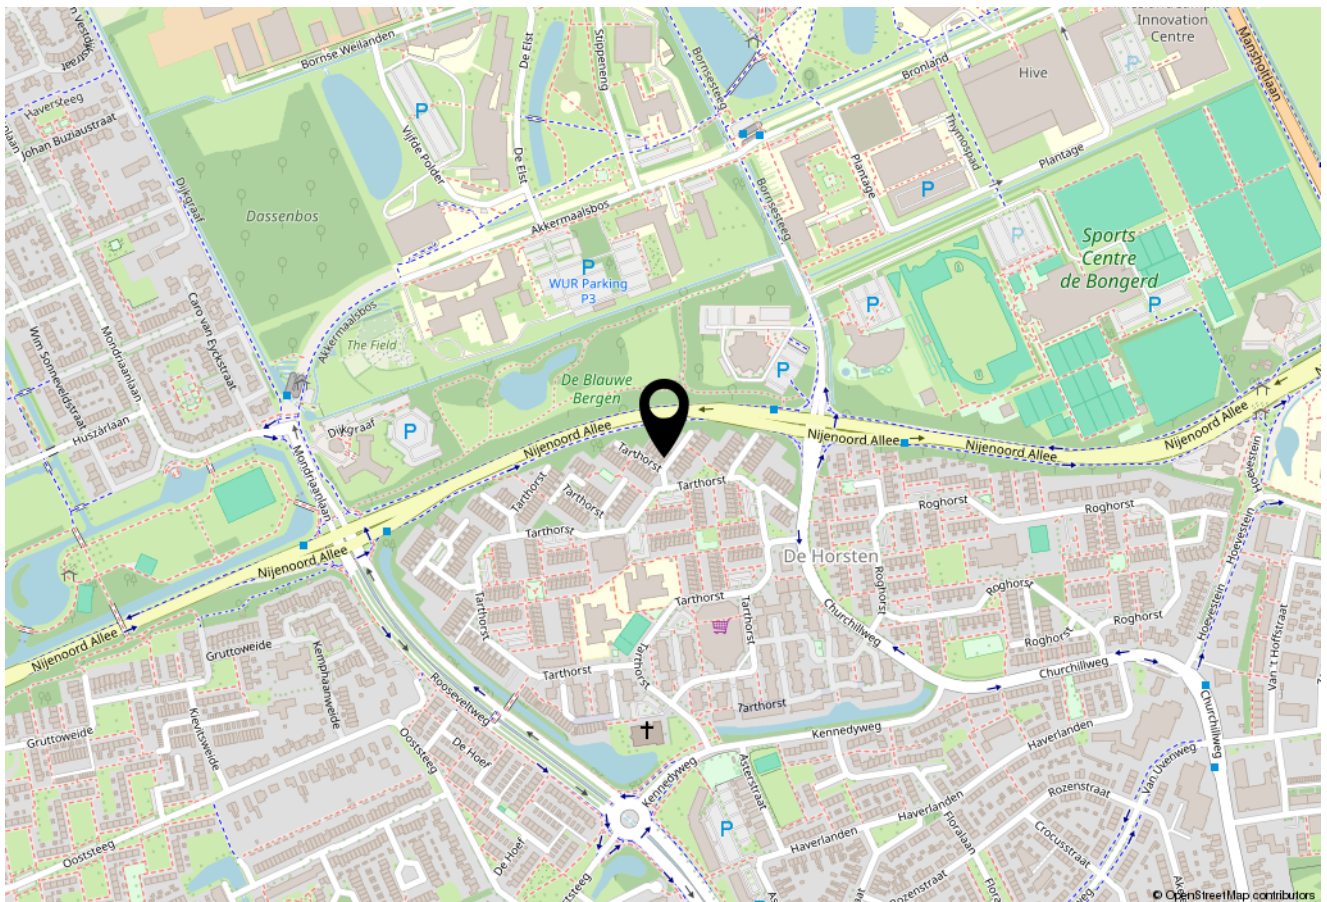 Innovation
Centre
Bornse Weilanden
De Elst
Stippeneng
Bornsesteeg
Bronland
Hive
P
Mansholtlaan
Haversteeg
Johan Buziaustraat
P
Vijfde Polder
De Elst
Thymospad
Plantage
Plantage
P
Dijkgraaf
Dassenbos
Akkermaalsbos
Bornsesteeg
P
Sports
Centre
de Bongerd
P
WUR Parking
P3
P
P
Caro van Eyckstraat
Mondriaanlaan
Wim Sonneveldstraat
Akkermaalsbos
The Field
De Blauwe
Bergen
P
Huszárlaan
Dijkgraaf
P
Nijenoord Allee
Nijenoord Allee
Nijenoord Allee
Nijenoord Allee
Mondriaanlaan
Tarthorst
Tarthorst
Tarthorst
Tarthorst
Tarthorst
Roghorst
Hoevestein
Hoevestein
De Horsten
Nijenoord Allee
Nijenoord Allee
Roghorst
Roghorst
Roghorst
Roghorst
Tarthorst
Tarthorst
Tarthorst
Tarthorst
Tarthorst
Tarthorst
Churchillweg
Churchillweg
Churchillweg
Hoevestein
Van 't Hoffstraat
Gruttoweide
Kemphaanweide
Kievitsweide
Gruttoweide
Rooseveltweg
Ooststeeg
De Hoef
De Hoef
Ooststeeg
Kennedyweg
Kennedyweg
Asterstraat
P
Haverlanden
Haverlanden
Haverlanden
Floralaan
Rozenstraat
Rozenstraat
Crocusstraat
Van Uvenweg
© OpenStreetMap contributors